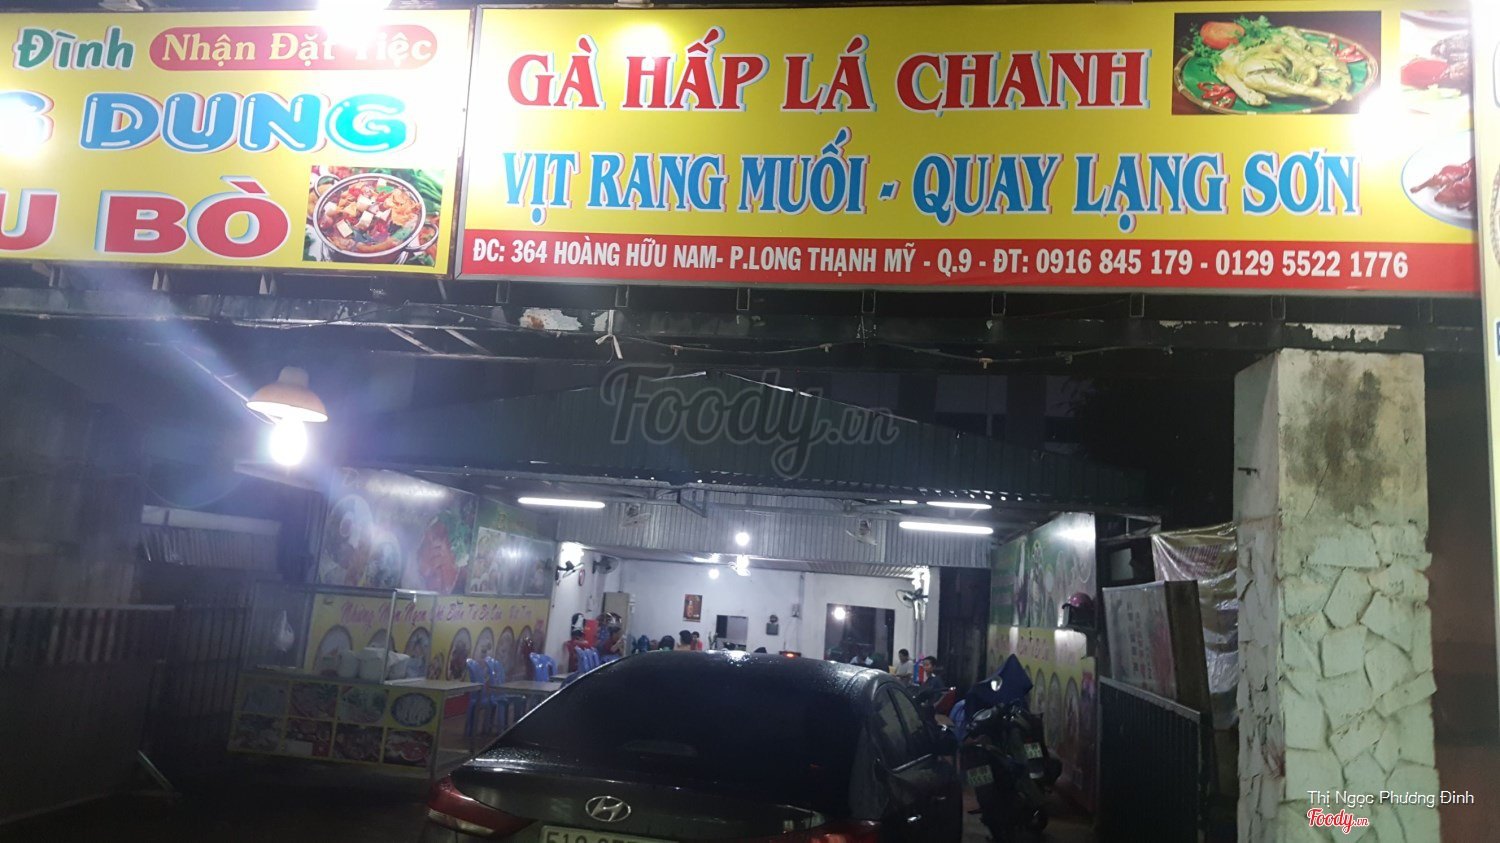 Đình Nhận Đặt Tiệc
DUNG
BÒ
GÀ HẤP LÁ CHANH
VỊT RANG MUỐI - QUAY LẠNG SƠN
ĐC: 364 HOÀNG HỮU NAM- P.LONG THẠNH MỸ - Q.9 - ĐT: 0916 845 179 - 0129 5522 1776
Foody.vn
Thị Ngọc Phương Đinh
Foody.vn